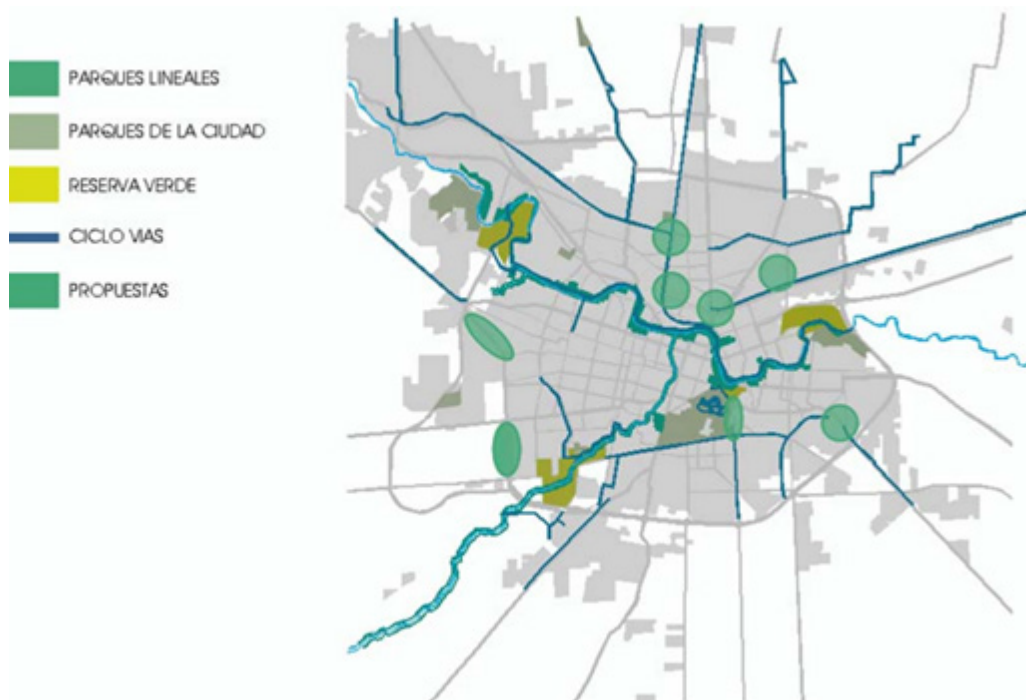 PARQUES LINEALES
PARQUES DE LA CIUDAD
RESERVA VERDE
CICLO VIAS
PROPUESTAS